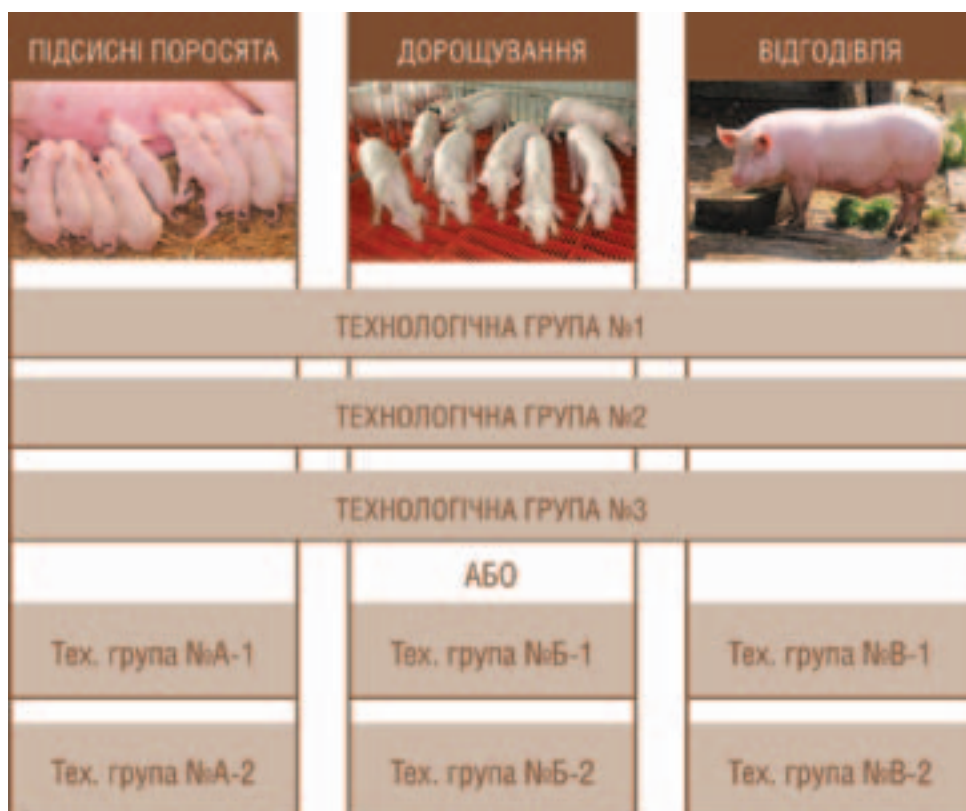 ПІДСИСНІ ПОРОСЯТА ДОРОЩУВАННЯ ВІДГОДІВЛЯ
ТЕХНОЛОГІЧНА ГРУПА №1
ТЕХНОЛОГІЧНА ГРУПА №2
ТЕХНОЛОГІЧНА ГРУПА №3
АБО
Тех. група №А-1 Тех. група №Б-1 Тех. група №В-1
Тех. група №А-2 Тех. група №Б-2 Тех. група №В-2